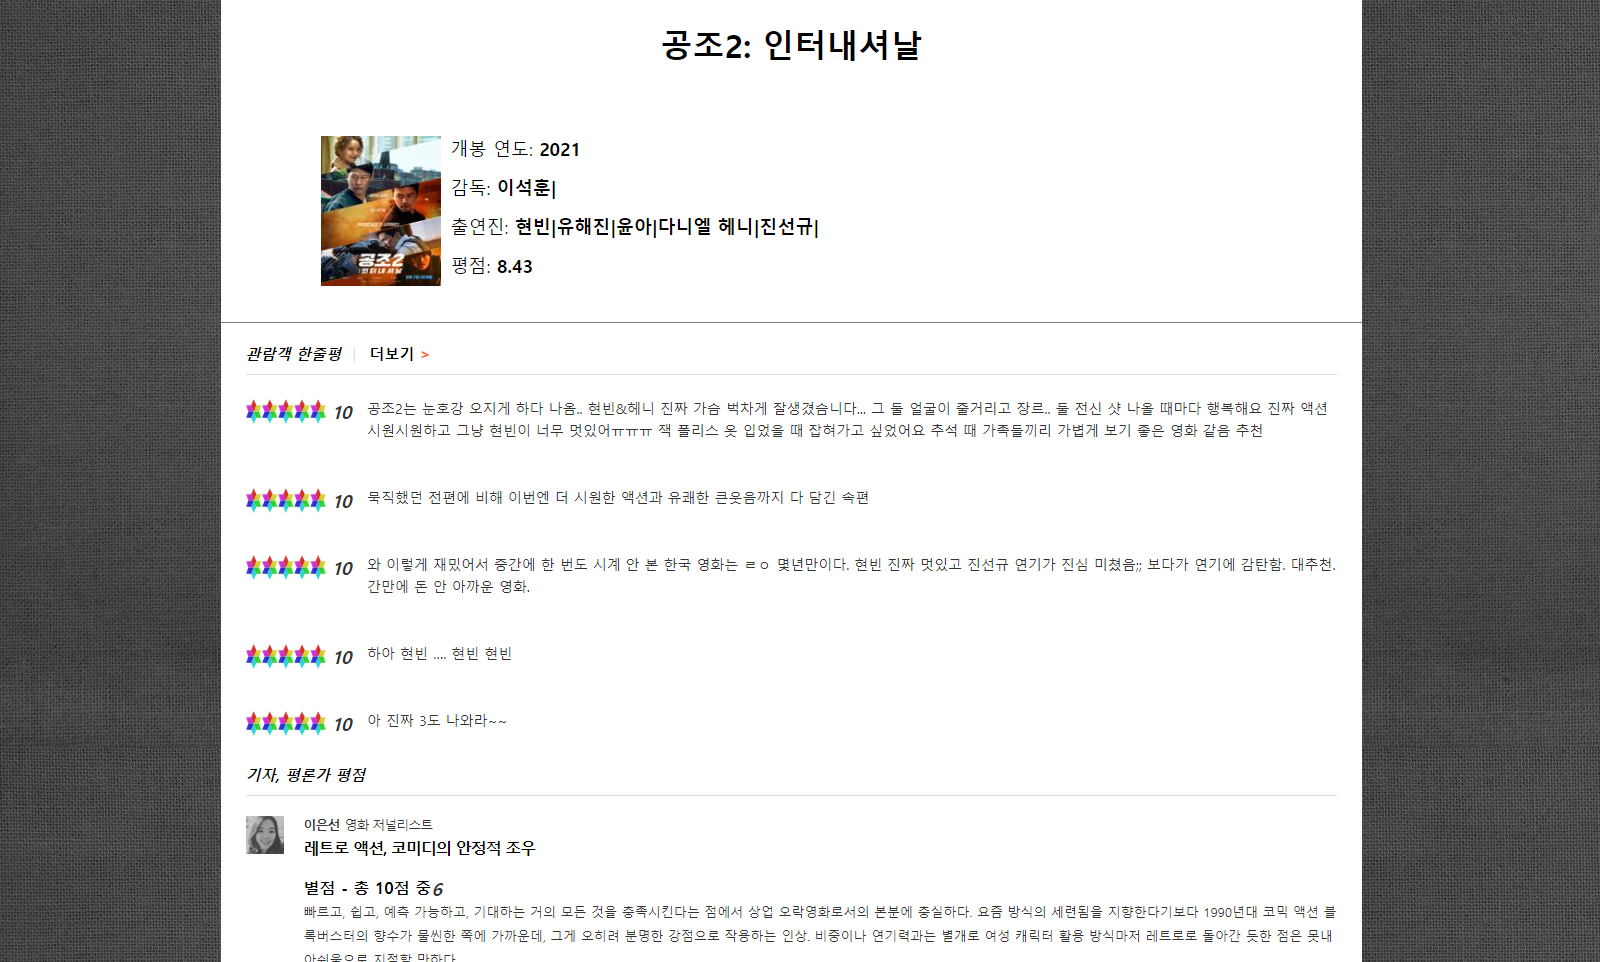 공조2: 인터내셔날
개봉 연도: 2021
감독: 이석훈|
출연진: 현빈|유해진|윤아|다니엘 헤니|진선규|
평점: 8.43
공조2
:인터내셔날
관람객 한줄평 | 더보기 >
10 공조2는 눈호강 오지게 하다 나옴.. 현빈&헤니 진짜 가슴 벅차게 잘생겼습니다... 그 둘 얼굴이 줄거리고 장르.. 둘 전신 샷 나올 때마다 행복해요 진짜 액션
시원시원하고 그냥 현빈이 너무 멋있어ㅠㅠㅠ 잭 폴리스 옷 입었을 때 잡혀가고 싶었어요 추석 때 가족들끼리 가볍게 보기 좋은 영화 같음 추천
10 묵직했던 전편에 비해 이번엔 더 시원한 액션과 유쾌한 큰웃음까지 다 담긴 속편
10 와 이렇게 재밌어서 중간에 한 번도 시계 안 본 한국 영화는 ㄹㅇ 몇년만이다. 현빈 진짜 멋있고 진선규 연기가 진심 미쳤음;; 보다가 연기에 감탄함. 대추천.
간만에 돈 안 아까운 영화.
10 하아 현빈 .... 현빈 현빈
10 아 진짜 3도 나와라~~
기자, 평론가 평점
이은선 영화 저널리스트
레트로 액션, 코미디의 안정적 조우
별점 - 총 10점 중6
빠르고, 쉽고, 예측 가능하고, 기대하는 거의 모든 것을 충족시킨다는 점에서 상업 오락영화로서의 본분에 충실하다. 요즘 방식의 세련됨을 지향한다기보다 1990년대 코믹 액션 블
록버스터의 향수가 물씬한 쪽에 가까운데, 그게 오히려 분명한 강점으로 작용하는 인상. 비중이나 연기력과는 별개로 여성 캐릭터 활용 방식마저 레트로로 돌아간 듯한 점은 못내
아쉬움으로 지적할 만하다.